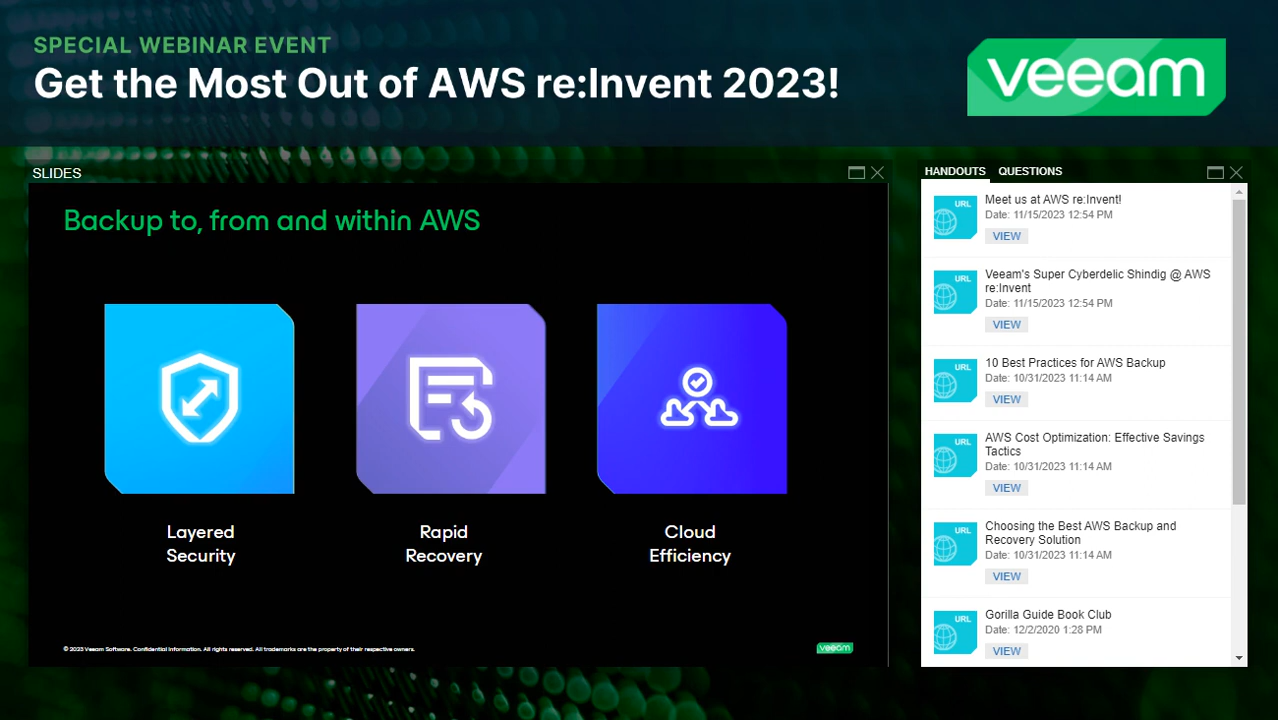 SPECIAL WEBINAR EVENT
Get the Most Out of AWS re:Invent 2023!
veeam
SLIDES
Backup to, from and within AWS
Layered
Security
Rapid
Recovery
Cloud
Efficiency
© 2023 Veeam Software. Confidential Information. All rights reserved. All trademarks are the property of their respective owners.
veeam
HANDOUTS QUESTIONS
URL
Meet us at AWS re:Invent!
Date: 11/15/2023 12:54 PM
VIEW
URL
Veeam's Super Cyberdelic Shindig @ AWS
re:Invent
Date: 11/15/2023 12:54 PM
VIEW
URL
10 Best Practices for AWS Backup
Date: 10/31/2023 11:14 AM
VIEW
URL
AWS Cost Optimization: Effective Savings
Tactics
Date: 10/31/2023 11:14 AM
VIEW
URL
Choosing the Best AWS Backup and
Recovery Solution
Date: 10/31/2023 11:14 AM
VIEW
URL
Gorilla Guide Book Club
Date: 12/2/2020 1:28 PM
VIEW